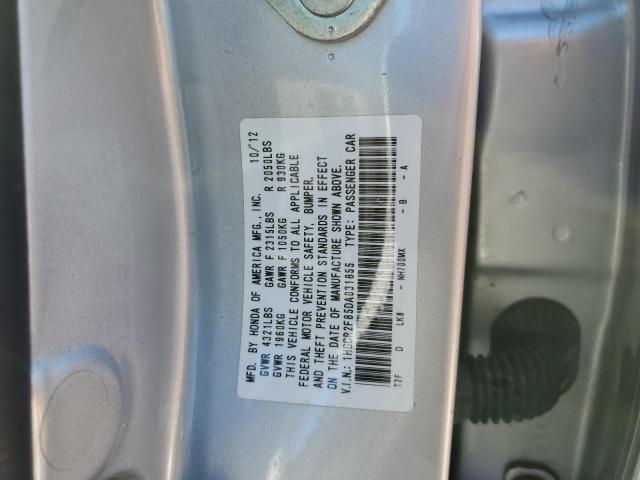 MFD. BY HONDA OF AMERICA MFG., INC. 10/'12
GVWR 4321LBS GAWR F 2315LBS R 2050LBS
GVWR 1960KG GAWR F 1050KG R 930KG
THIS VEHICLE CONFORMS TO ALL APPLICABLE
FEDERAL MOTOR VEHICLE SAFETY, BUMPER,
AND THEFT PREVENTION STANDARDS IN EFFECT
ON THE DATE OF MANUFACTURE SHOWN ABOVE.
V.I.N.: 1HGCR2F85DA031655 TYPE: PASSENGER CAR
T2F D LK8 - NH700MX - B - A